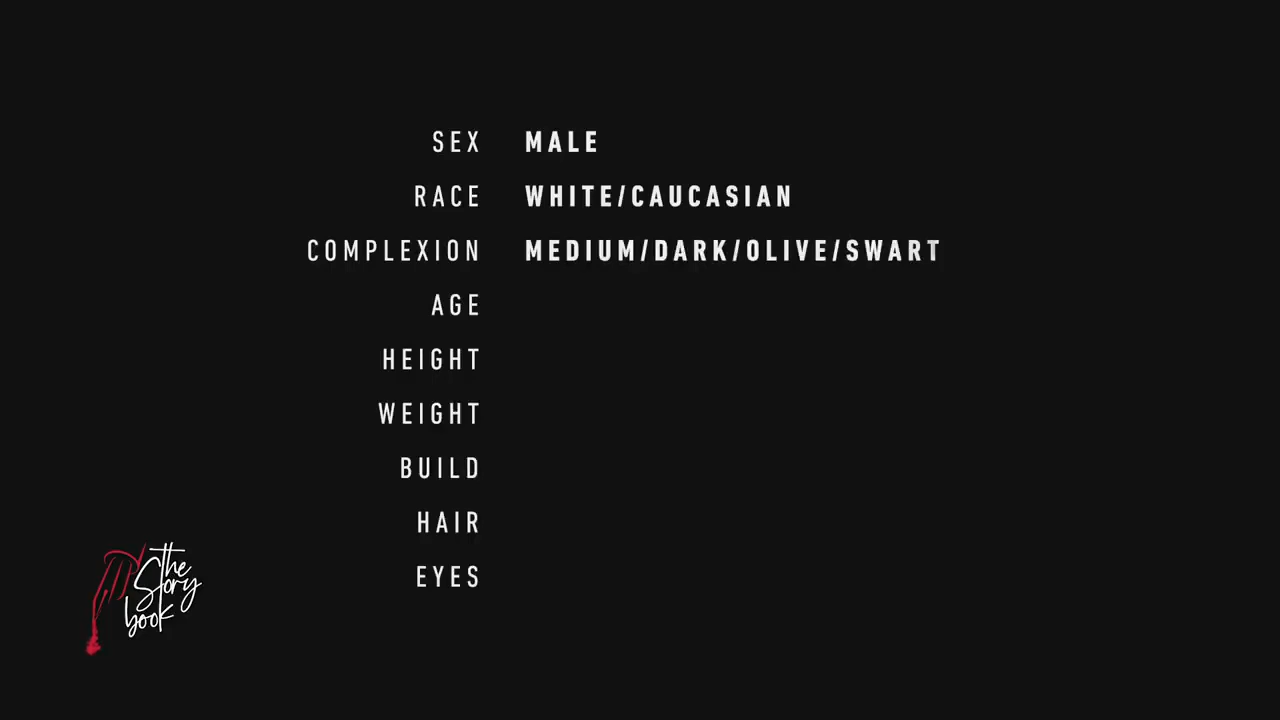 SEX MALE
RACE WHITE/CAUCASIAN
COMPLEXION MEDIUM/DARK/OLIVE/SWART
AGE
HEIGHT
WEIGHT
BUILD
HAIR
EYES
the
Story
book